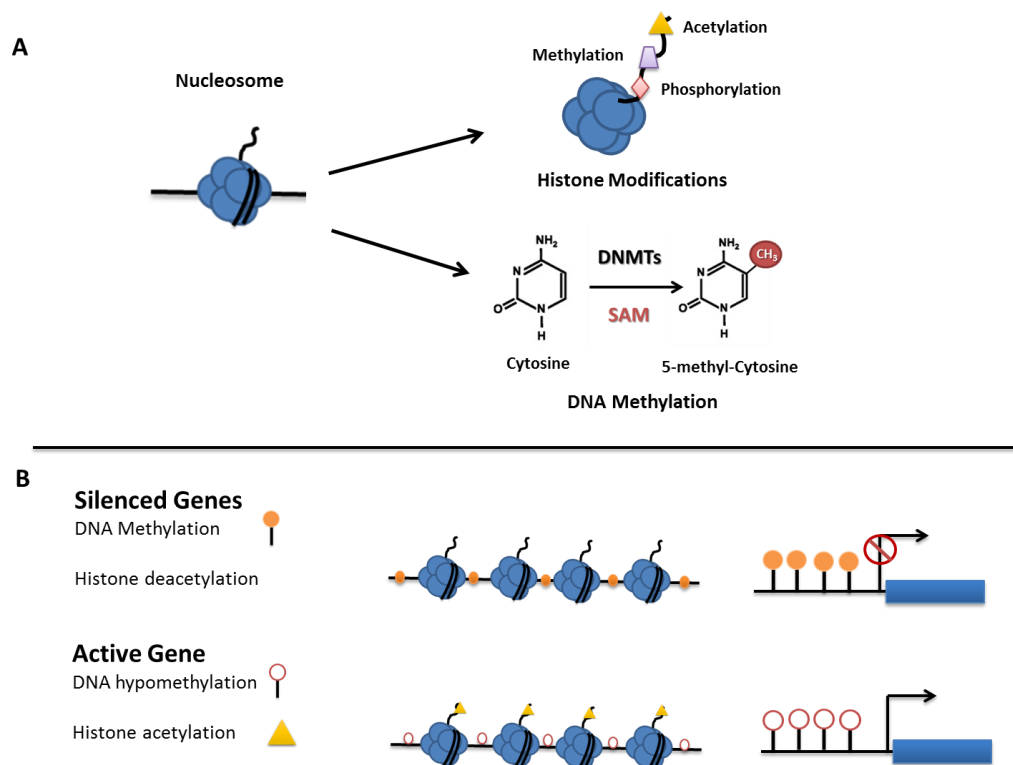 A
Nucleosome
Acetylation
Methylation
Phosphorylation
Histone Modifications
NH2
N
O
N
H
Cytosine
DNMTs
SAM
NH2
CH3
N
O
N
H
5-methyl-Cytosine
DNA Methylation
B
Silenced Genes
DNA Methylation
Histone deacetylation
Active Gene
DNA hypomethylation
Histone acetylation